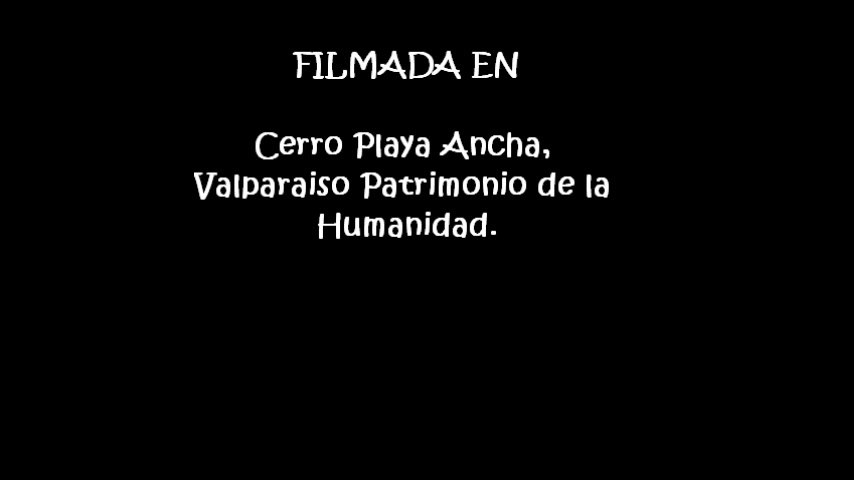 FILMADA EN
Cerro Playa Ancha,
Valparaiso Patrimonio de la
Humanidad.